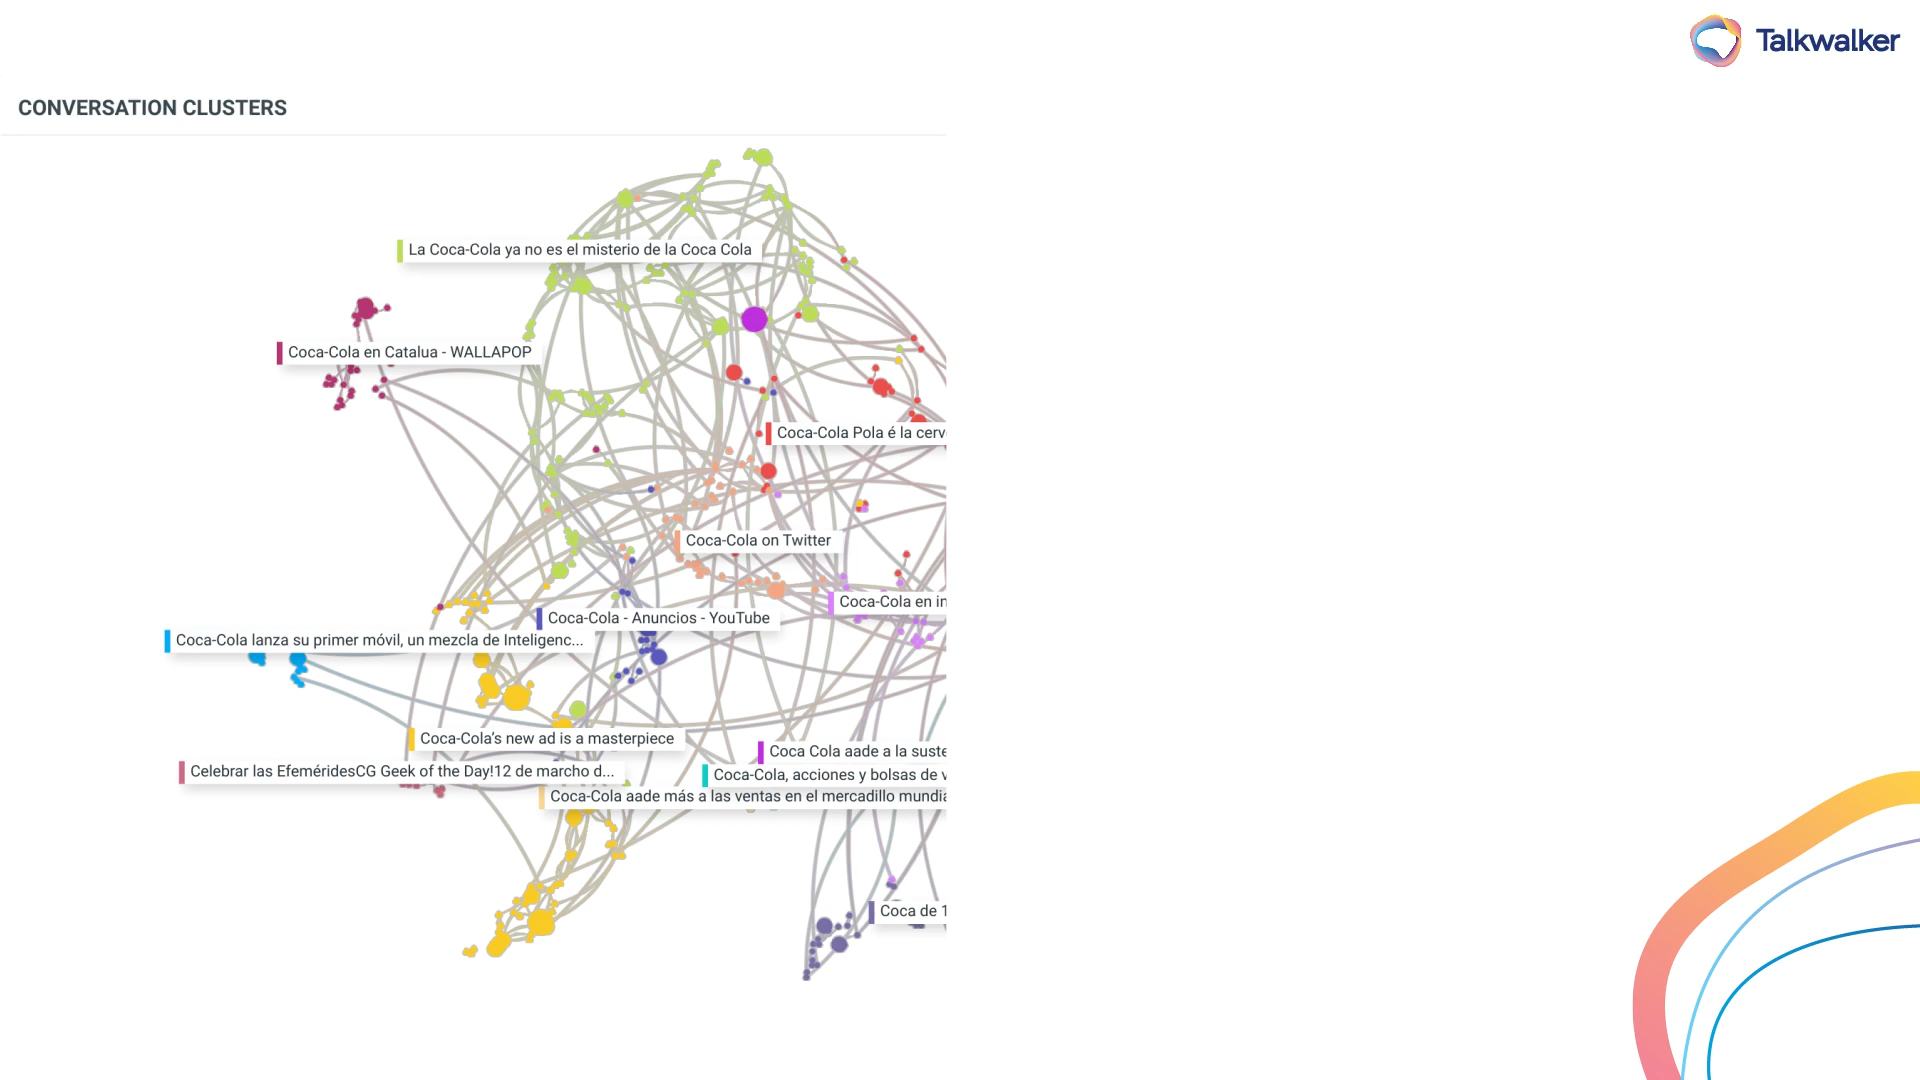 Talkwalker
CONVERSATION CLUSTERS
La Coca-Cola ya no es el misterio de la Coca Cola
Coca-Cola en Catalua - WALLAPOP
Coca-Cola Pola é la cerv
Coca-Cola on Twitter
Coca-Cola en in
Coca-Cola - Anuncios - YouTube
Coca-Cola lanza su primer móvil, un mezcla de Inteligenc...
Coca-Cola's new ad is a masterpiece
Coca Cola aade a la suste
Celebrar las EfeméridesCG Geek of the Day!12 de marcho d...
Coca-Cola, acciones y bolsas de v
Coca-Cola aade más a las ventas en el mercadillo mundia
Coca de 1